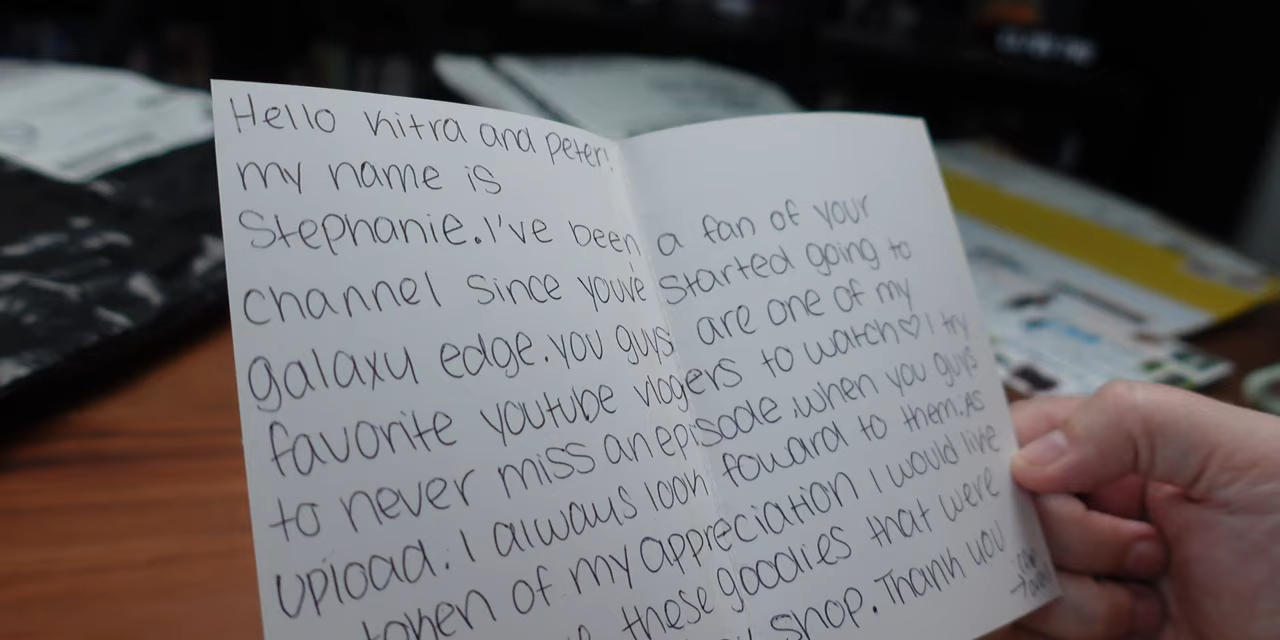 Hello Kitra and Peter!
my name is
Stephanie. I've been a fan of your
channel since youve started going to
galaxy edge. you guys are one of my
favorite youtube vlogers to watch♡ I try
to never miss an episode when you guys
upload. I always look foward to them. As
token of my appreciation I would like
these goodies that were
shop. Thank you